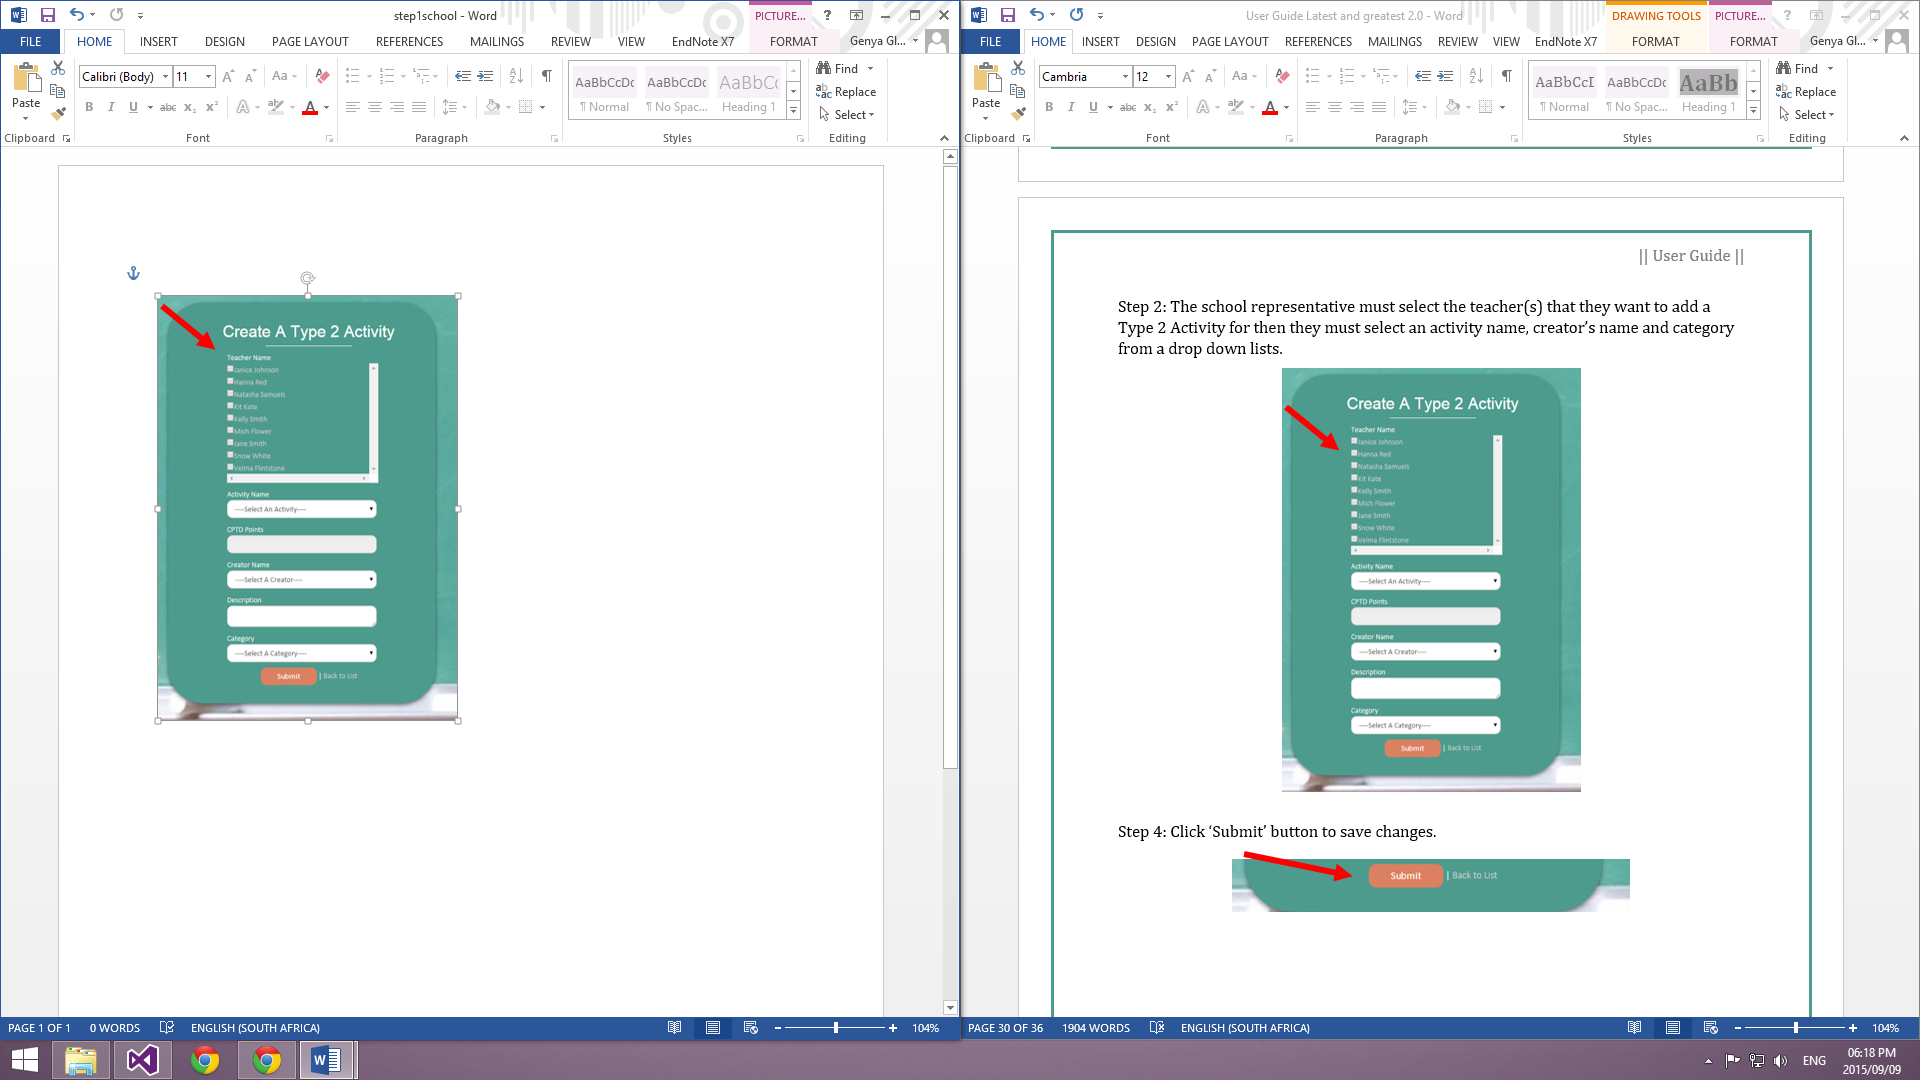 step1school - Word
PICTURE...
FILE
HOME
INSERT
DESIGN
PAGE LAYOUT
REFERENCES
MAILINGS
REVIEW
VIEW
EndNote X7
FORMAT
Genya Gl...
Paste
Calibri (Body)
11
Aa
B I U abc x₂ x² A A
AaBbCcDc
¶ Normal
AaBbCcDc
¶ No Spac...
AaBbCc
Heading 1
Find
Replace
Select
Clipboard
Font
Paragraph
Styles
Editing
Create A Type 2 Activity
Teacher Name
Janice Johnson
Hanna Red
Natasha Samuels
Kit Kate
Kelly Smith
Mich Flower
Jane Smith
Snow White
Velma Flintstone
Activity Name
----Select An Activity----
CPTD Points
Creator Name
----Select A Creator----
Description
Category
----Select A Category----
Submit | Back to List
PAGE 1 OF 1
0 WORDS
ENGLISH (SOUTH AFRICA)
104%
User Guide Latest and greatest 2.0 - Word
DRAWING TOOLS
PICTURE...
FILE
HOME
INSERT
DESIGN
PAGE LAYOUT
REFERENCES
MAILINGS
REVIEW
VIEW
EndNote X7
FORMAT
FORMAT
Genya Gl...
Paste
Cambria
12
Aa
B I U abc x₂ x² A A
AaBbCcI
¶ Normal
AaBbCcDc
¶ No Spac...
AaBb
Heading 1
Find
Replace
Select
Clipboard
Font
Paragraph
Styles
Editing
|| User Guide ||
Step 2: The school representative must select the teacher(s) that they want to add a
Type 2 Activity for then they must select an activity name, creator’s name and category
from a drop down lists.
Create A Type 2 Activity
Teacher Name
Janice Johnson
Hanna Red
Natasha Samuels
Kit Kate
Kelly Smith
Mich Flower
Jane Smith
Snow White
Velma Flintstone
Activity Name
----Select An Activity----
CPTD Points
Creator Name
----Select A Creator----
Description
Category
----Select A Category----
Submit | Back to List
Step 4: Click ‘Submit’ button to save changes.
Submit | Back to List
PAGE 30 OF 36
1904 WORDS
ENGLISH (SOUTH AFRICA)
104%
ENG
06:18 PM
2015/09/09